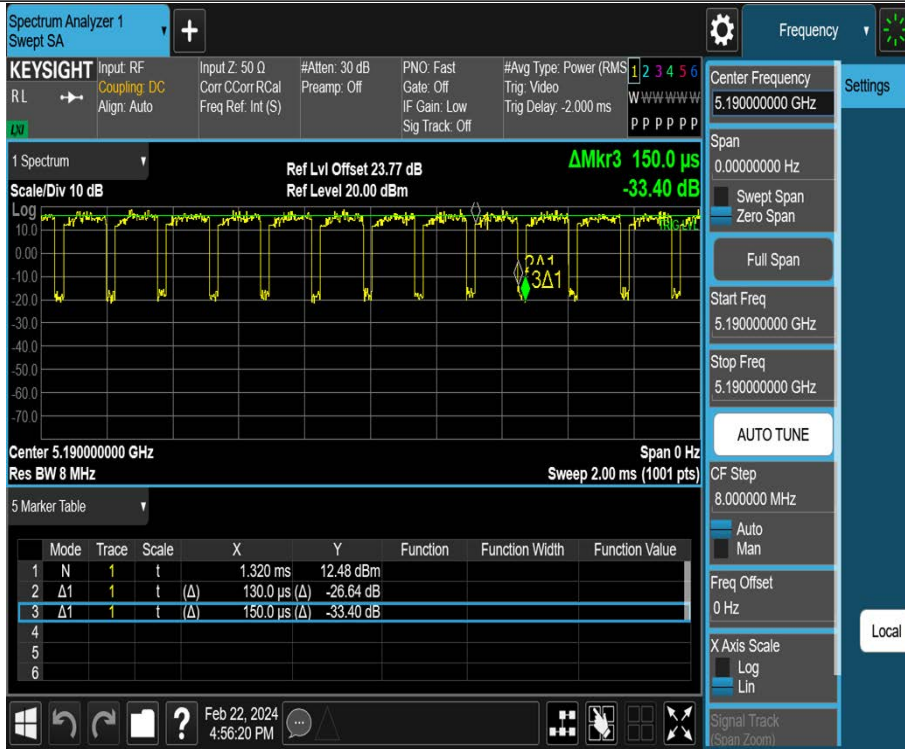 Spectrum Analyzer 1
Swept SA
+
Frequency
KEYSIGHT
RL
LXI
Input: RF
Coupling: DC
Align: Auto
Input Z: 50 Ω
Corr CCorr RCal
Freq Ref: Int (S)
#Atten: 30 dB
Preamp: Off
PNO: Fast
Gate: Off
IF Gain: Low
Sig Track: Off
#Avg Type: Power (RMS
Trig: Video
Trig Delay: -2.000 ms
1 2 3 4 5 6
W W W W W W
P P P P P P
Center Frequency
5.190000000 GHz
Settings
1 Spectrum
Scale/Div 10 dB
Ref Lvl Offset 23.77 dB
Ref Level 20.00 dBm
ΔMkr3 150.0 µs
-33.40 dB
Span
0.00000000 Hz
Swept Span
Zero Span
Log
10.0
0.00
-10.0
-20.0
-30.0
-40.0
-50.0
-60.0
-70.0
TRIG LVL
2Δ1
3Δ1
Full Span
Start Freq
5.190000000 GHz
Stop Freq
5.190000000 GHz
AUTO TUNE
Center 5.190000000 GHz
Res BW 8 MHz
Span 0 Hz
Sweep 2.00 ms (1001 pts)
CF Step
8.000000 MHz
Auto
Man
5 Marker Table
Mode Trace Scale X Y Function Function Width Function Value
1 N 1 t 1.320 ms 12.48 dBm
2 Δ1 1 t (Δ) 130.0 µs (Δ) -26.64 dB
3 Δ1 1 t (Δ) 150.0 µs (Δ) -33.40 dB
4
5
6
Freq Offset
0 Hz
Local
X Axis Scale
Log
Lin
?
Feb 22, 2024
4:56:20 PM
Signal Track
(Span Zoom)